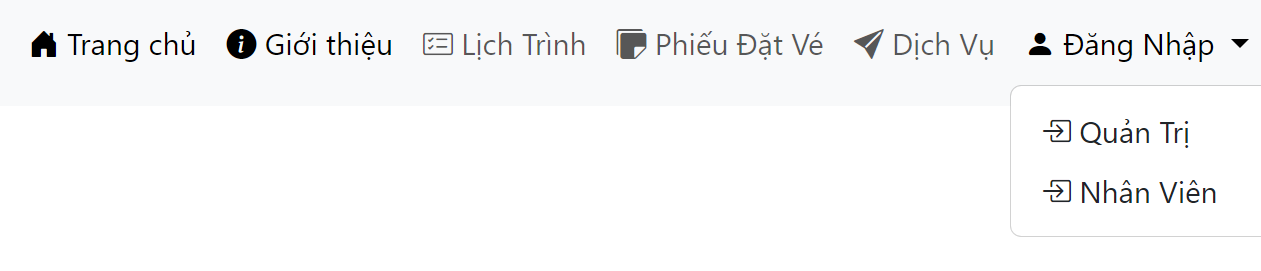 Trang chủ Giới thiệu Lịch Trình Phiếu Đặt Vé Dịch Vụ Đăng Nhập
Quản Trị
Nhân Viên